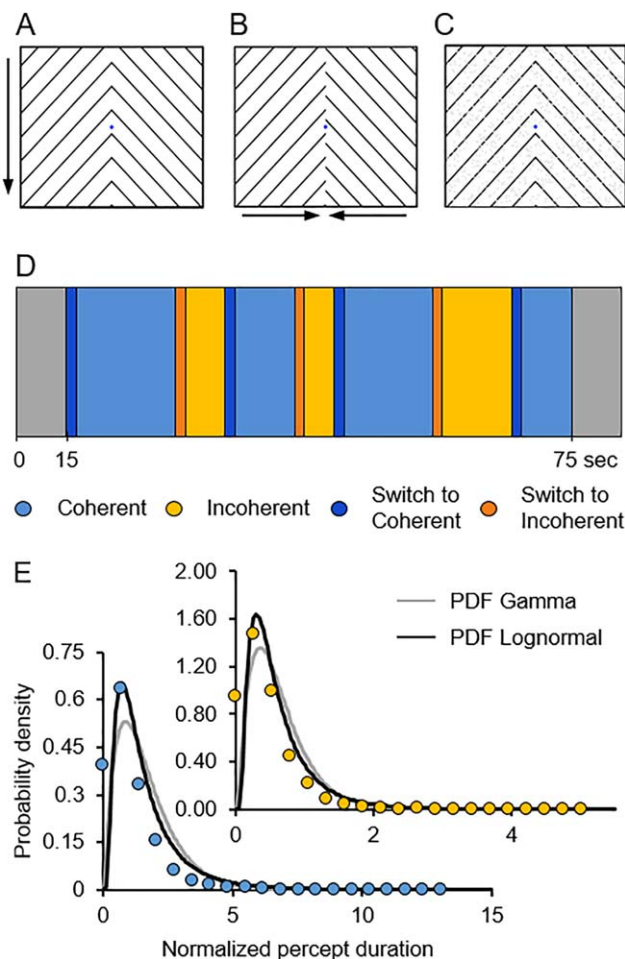 A B C
D
0 15 75 sec
Coherent Incoherent Switch to Coherent Switch to Incoherent
E
2.00
1.60
1.20
0.80
0.40
0.00
0 2 4
PDF Gamma
PDF Lognormal
0.75
0.6
0.45
0.3
0.15
0
0 5 10 15
Probability density
Normalized percept duration